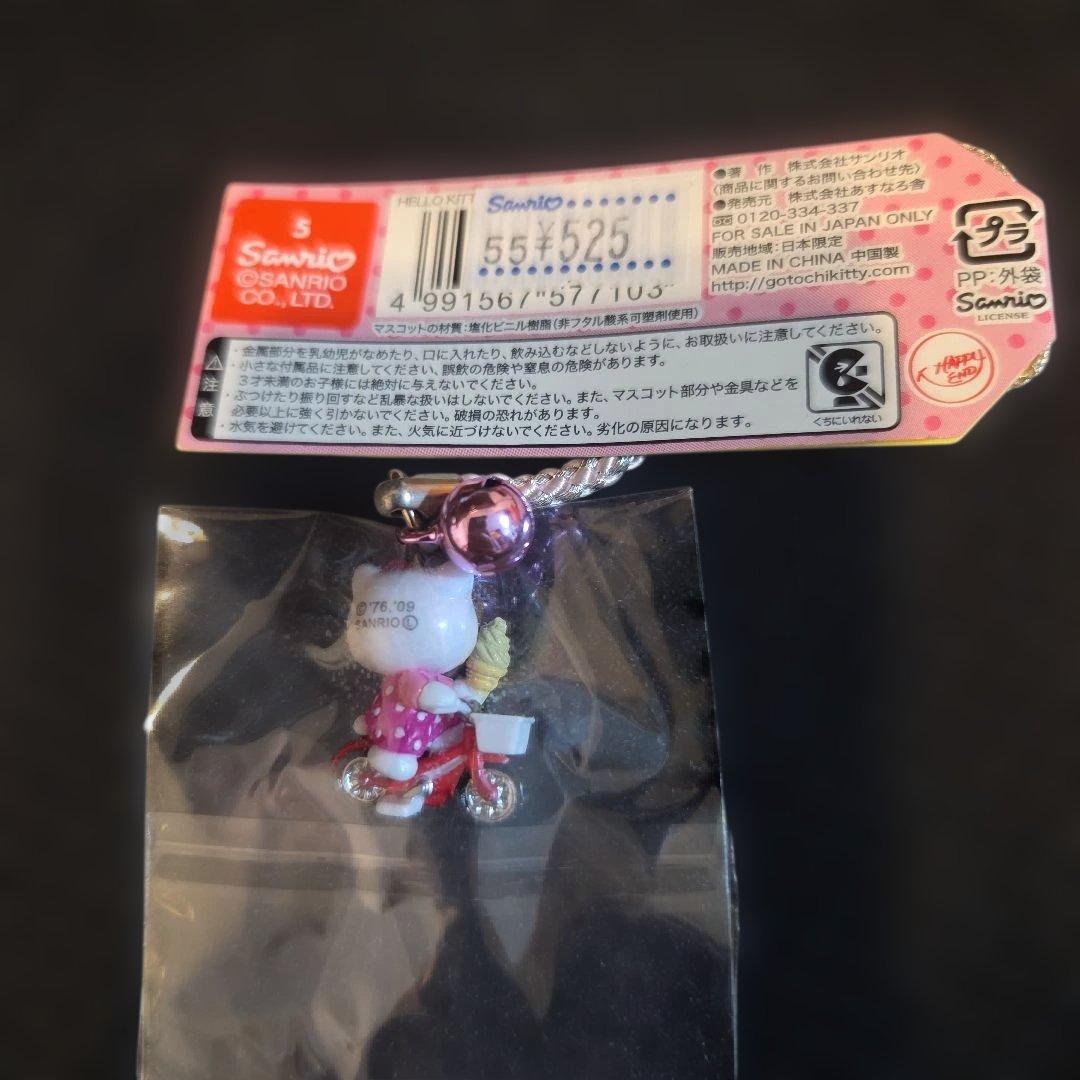 5
Sanrio
©SANRIO
CO., LTD.
HELLO KITT
Sanrio
55¥525
4 991567 577103
●著 作 株式会社サンリオ
〈商品に関するお問い合わせ先〉
●発売元 株式会社あすなろ舎
0120-334-337
FOR SALE IN JAPAN ONLY
販売地域:日本限定
MADE IN CHINA 中国製
http://gotochikitty.com
プラ
PP:外袋
Sanrio
LICENSE
マスコットの材質:塩化ビニル樹脂(非フタル酸系可塑剤使用)
注意
・金属部分を乳幼児がなめたり、口に入れたり、飲み込むなどしないように、お取扱いに注意してください。
・小さな付属品に注意してください、誤飲の危険や窒息の危険があります。
3才未満のお子様には絶対に与えないでください。
・ぶつけたり振り回すなど乱暴な扱いはしないでください。また、マスコット部分や金具などを
必要以上に強く引かないでください。破損の恐れがあります。
・水気を避けてください。また、火気に近づけないでください。劣化の原因になります。
くちにいれない
HAPPY
END
©'76,'09
SANRIO Ⓛ